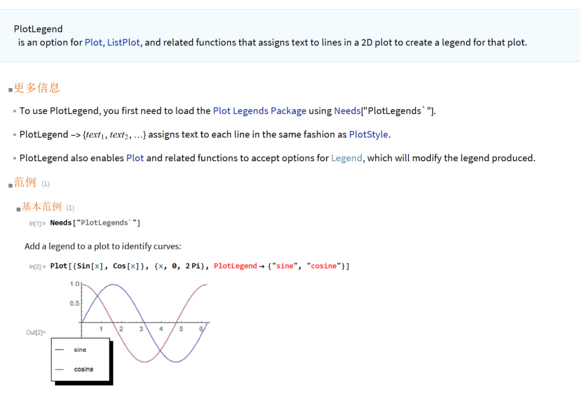 PlotLegend
is an option for Plot, ListPlot, and related functions that assigns text to lines in a 2D plot to create a legend for that plot.
更多信息
To use PlotLegend, you first need to load the Plot Legends Package using Needs["PlotLegends`"].
PlotLegend -> {text1, text2, …} assigns text to each line in the same fashion as PlotStyle.
PlotLegend also enables Plot and related functions to accept options for Legend, which will modify the legend produced.
范例 (1)
基本范例 (1)
In[1]:= Needs["PlotLegends`"]
Add a legend to a plot to identify curves:
In[2]:= Plot[{Sin[x], Cos[x]}, {x, 0, 2 Pi}, PlotLegend → {"sine", "cosine"}]
1.0
0.5
1 2 3 4 5 6
Out[2]=
sine
cosine